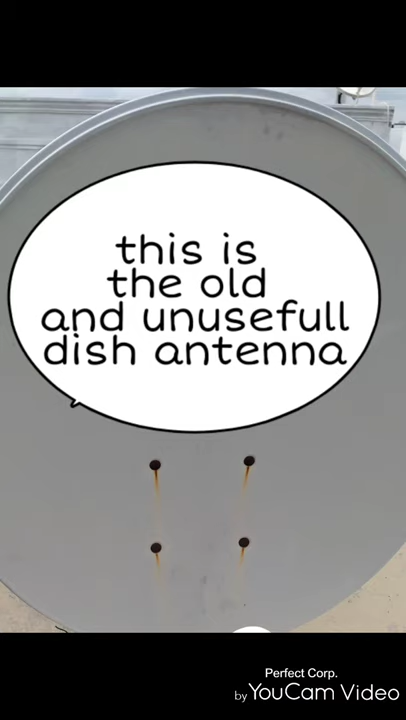 this is
the old
and unusefull
dish antenna
Perfect Corp.
by YouCam Video